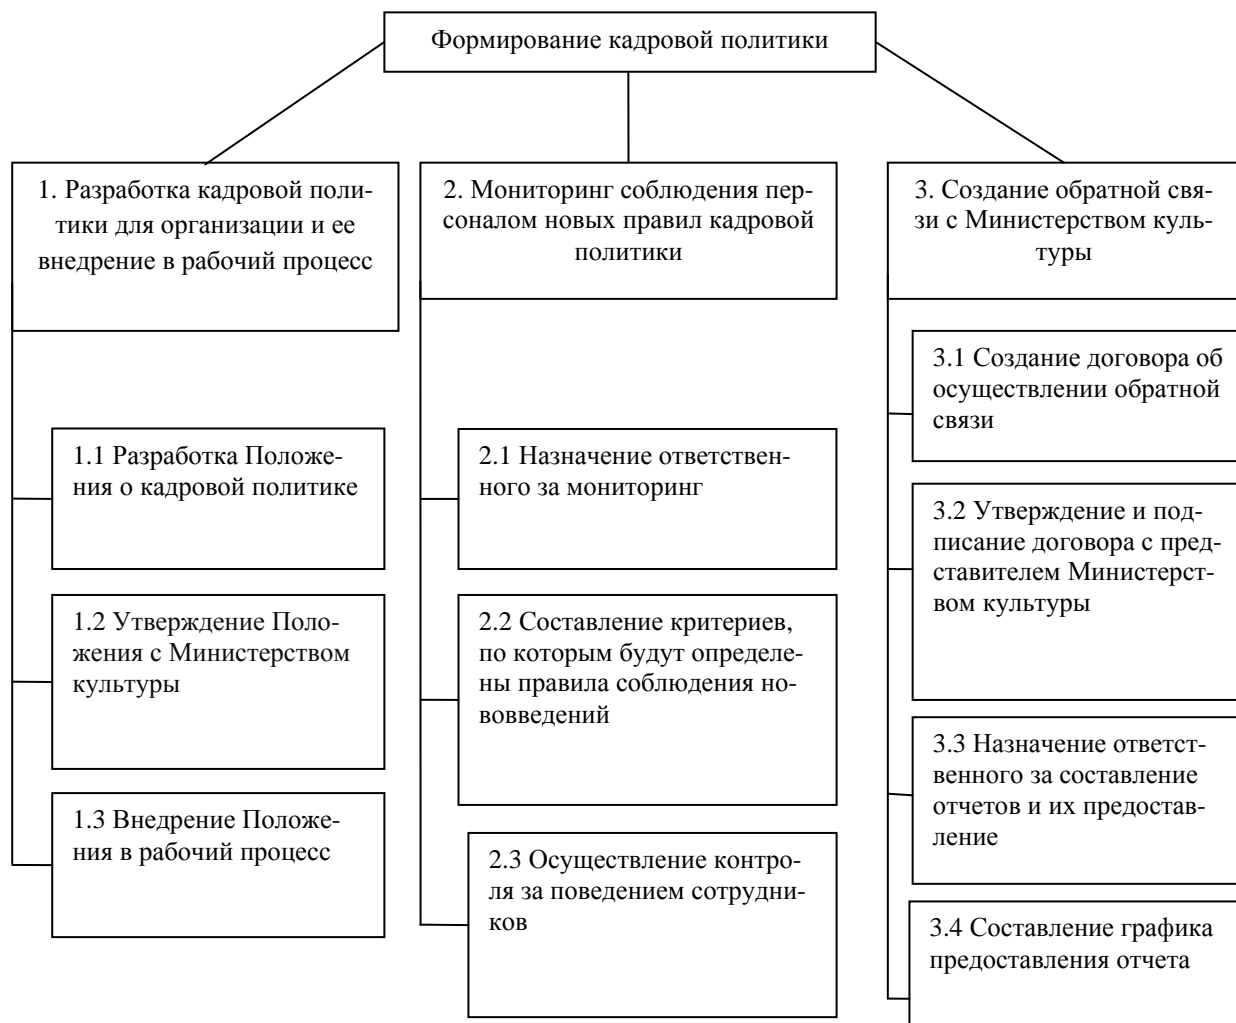 Формирование кадровой политики
1. Разработка кадровой поли-
тики для организации и ее
внедрение в рабочий процесс
2. Мониторинг соблюдения пер-
соналом новых правил кадровой
политики
3. Создание обратной свя-
зи с Министерством куль-
туры
1.1 Разработка Положе-
ния о кадровой политике
1.2 Утверждение Поло-
жения с Министерством
культуры
1.3 Внедрение Положе-
ния в рабочий процесс
2.1 Назначение ответствен-
ного за мониторинг
2.2 Составление критериев,
по которым будут определе-
ны правила соблюдения но-
вовведений
2.3 Осуществление контро-
ля за поведением сотрудни-
ков
3.1 Создание договора об
осуществлении обратной
связи
3.2 Утверждение и под-
писание договора с пред-
ставителем Министерст-
вом культуры
3.3 Назначение ответст-
венного за составление
отчетов и их предостав-
ление
3.4 Составление графика
предоставления отчета